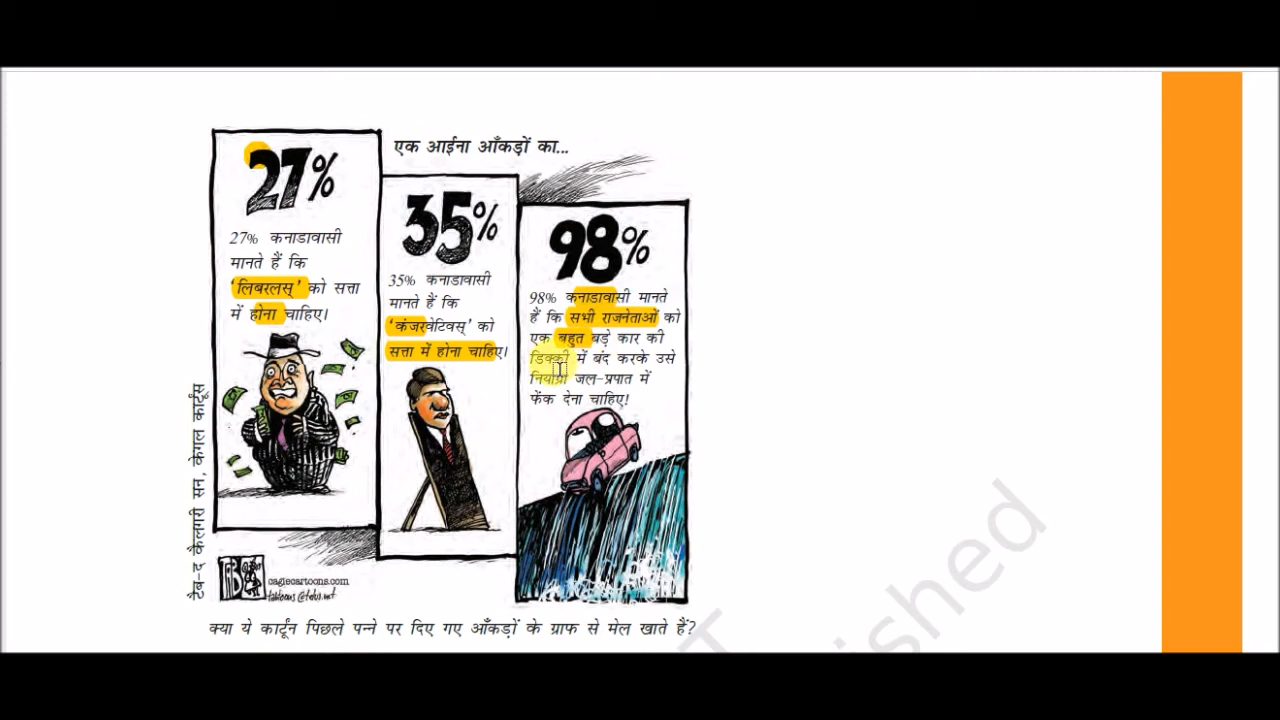 एक आईना आँकड़ों का...
27%
27% कनाडावासी
मानते हैं कि
'लिबरलस्' को सत्ता
में होना चाहिए।
35%
35% कनाडावासी
मानते हैं कि
'कंजरवेटिवस्' को
सत्ता में होना चाहिए।
98%
98% कनाडावासी मानते
हैं कि सभी राजनेताओं को
एक बहुत बड़े कार की
डिक्की में बंद करके उसे
नियाग्रा जल-प्रपात में
फेंक देना चाहिए!
टैब-द कैलगरी सन, केगल कार्टूंस
caglecartoons.com
क्या ये कार्टूंन पिछले पन्ने पर दिए गए आँकड़ों के ग्राफ से मेल खाते हैं?